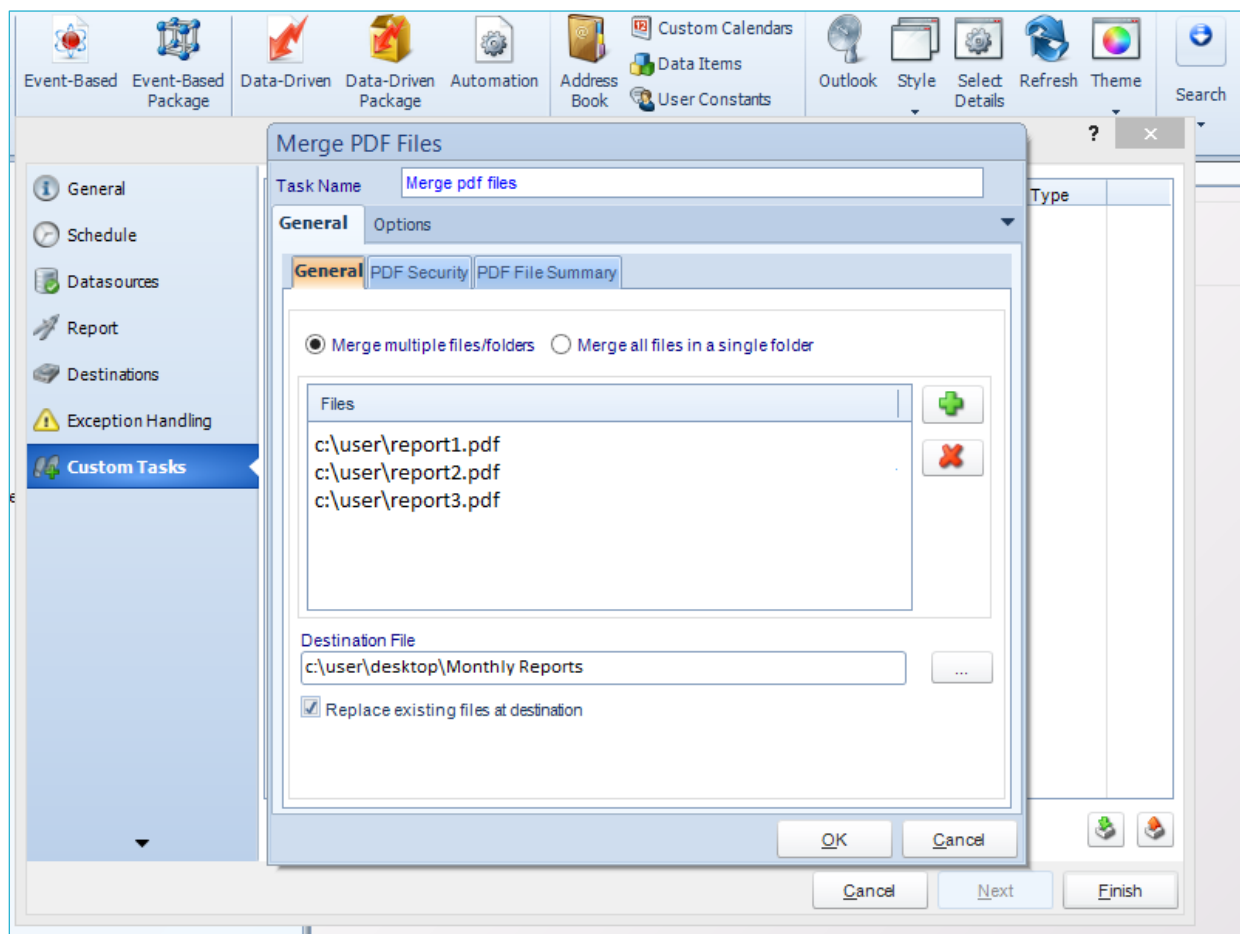 Event-Based
Event-Based Package
Data-Driven
Data-Driven Package
Automation
Address Book
Custom Calendars
Data Items
User Constants
Outlook
Style
Select Details
Refresh
Theme
Search
?
Merge PDF Files
Task Name
Merge pdf files
General
Schedule
Datasources
Report
Destinations
Exception Handling
Custom Tasks
Type
General
Options
General
PDF Security
PDF File Summary
Merge multiple files/folders
Merge all files in a single folder
Files
c:\user\report1.pdf
c:\user\report2.pdf
c:\user\report3.pdf
Destination File
c:\user\desktop\Monthly Reports
...
Replace existing files at destination
OK
Cancel
Cancel
Next
Finish